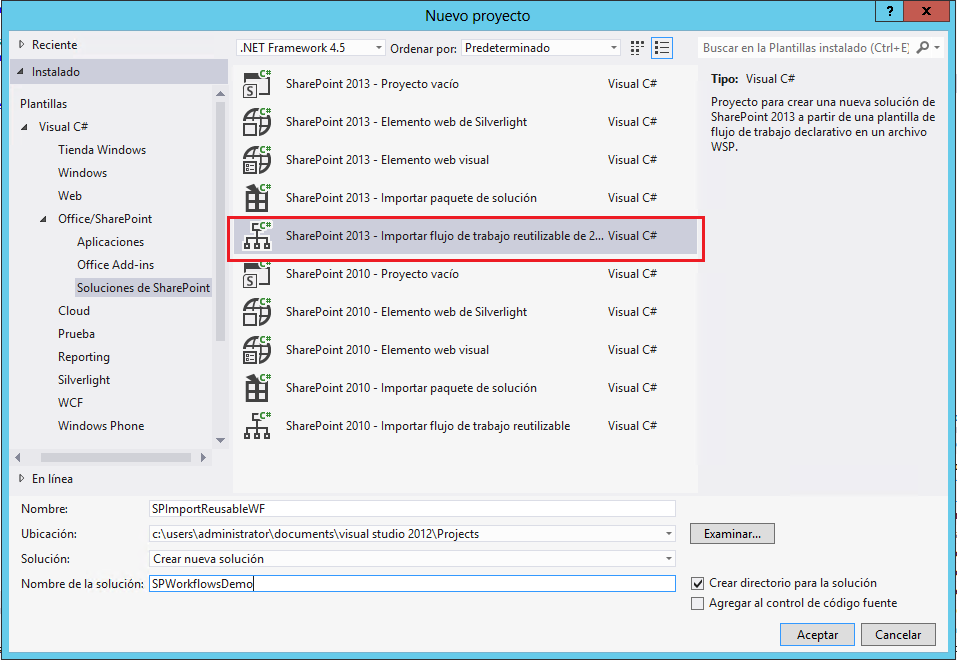 Nuevo proyecto
? x
Reciente
.NET Framework 4.5 Ordenar por: Predeterminado
Buscar en la Plantillas instalado (Ctrl+E)
Instalado
Plantillas
Visual C#
Tienda Windows
Windows
Web
Office/SharePoint
Aplicaciones
Office Add-ins
Soluciones de SharePoint
Cloud
Prueba
Reporting
Silverlight
WCF
Windows Phone
En línea
SharePoint 2013 - Proyecto vacío Visual C#
SharePoint 2013 - Elemento web de Silverlight Visual C#
SharePoint 2013 - Elemento web visual Visual C#
SharePoint 2013 - Importar paquete de solución Visual C#
SharePoint 2013 - Importar flujo de trabajo reutilizable de 2... Visual C#
SharePoint 2010 - Proyecto vacío Visual C#
SharePoint 2010 - Elemento web de Silverlight Visual C#
SharePoint 2010 - Elemento web visual Visual C#
SharePoint 2010 - Importar paquete de solución Visual C#
SharePoint 2010 - Importar flujo de trabajo reutilizable Visual C#
Tipo: Visual C#
Proyecto para crear una nueva solución de
SharePoint 2013 a partir de una plantilla de
flujo de trabajo declarativo en un archivo
WSP.
Nombre: SPImportReusableWF
Ubicación: c:\users\administrator\documents\visual studio 2012\Projects
Examinar...
Solución: Crear nueva solución
Nombre de la solución: SPWorkflowsDemo
Crear directorio para la solución
Agregar al control de código fuente
Aceptar Cancelar